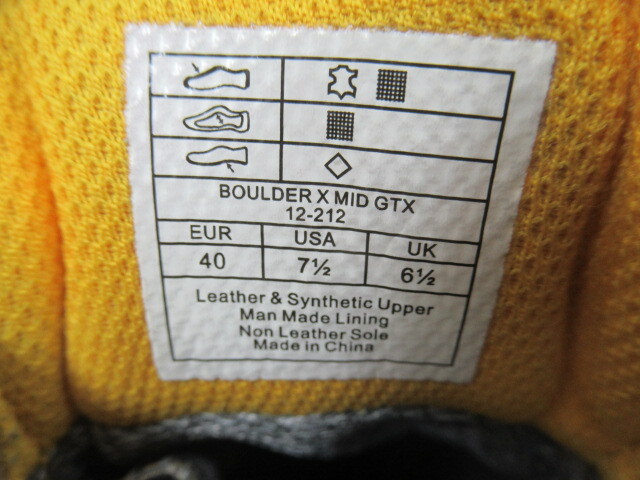 BOULDER X MID GTX
12-212
EUR USA UK
40 7½ 6½
Leather & Synthetic Upper
Man Made Lining
Non Leather Sole
Made in China